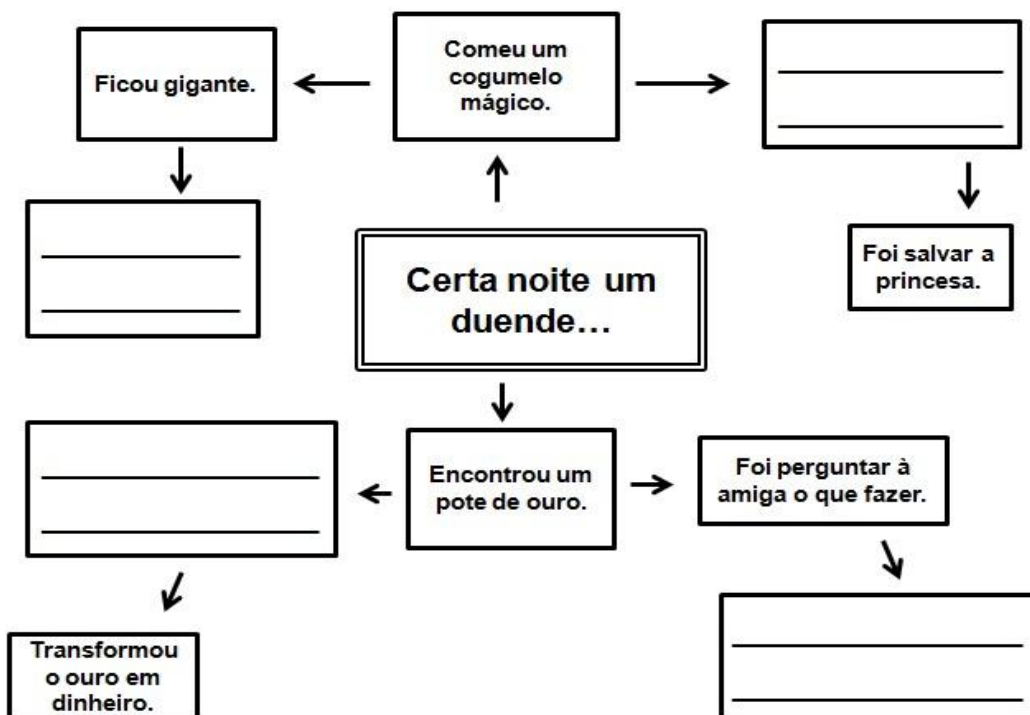 Ficou gigante.
Comeu um
cogumelo
mágico.
Foi salvar a
princesa.
Certa noite um
duende...
Encontrou um
pote de ouro.
Foi perguntar à
amiga o que fazer.
Transformou
o ouro em
dinheiro.